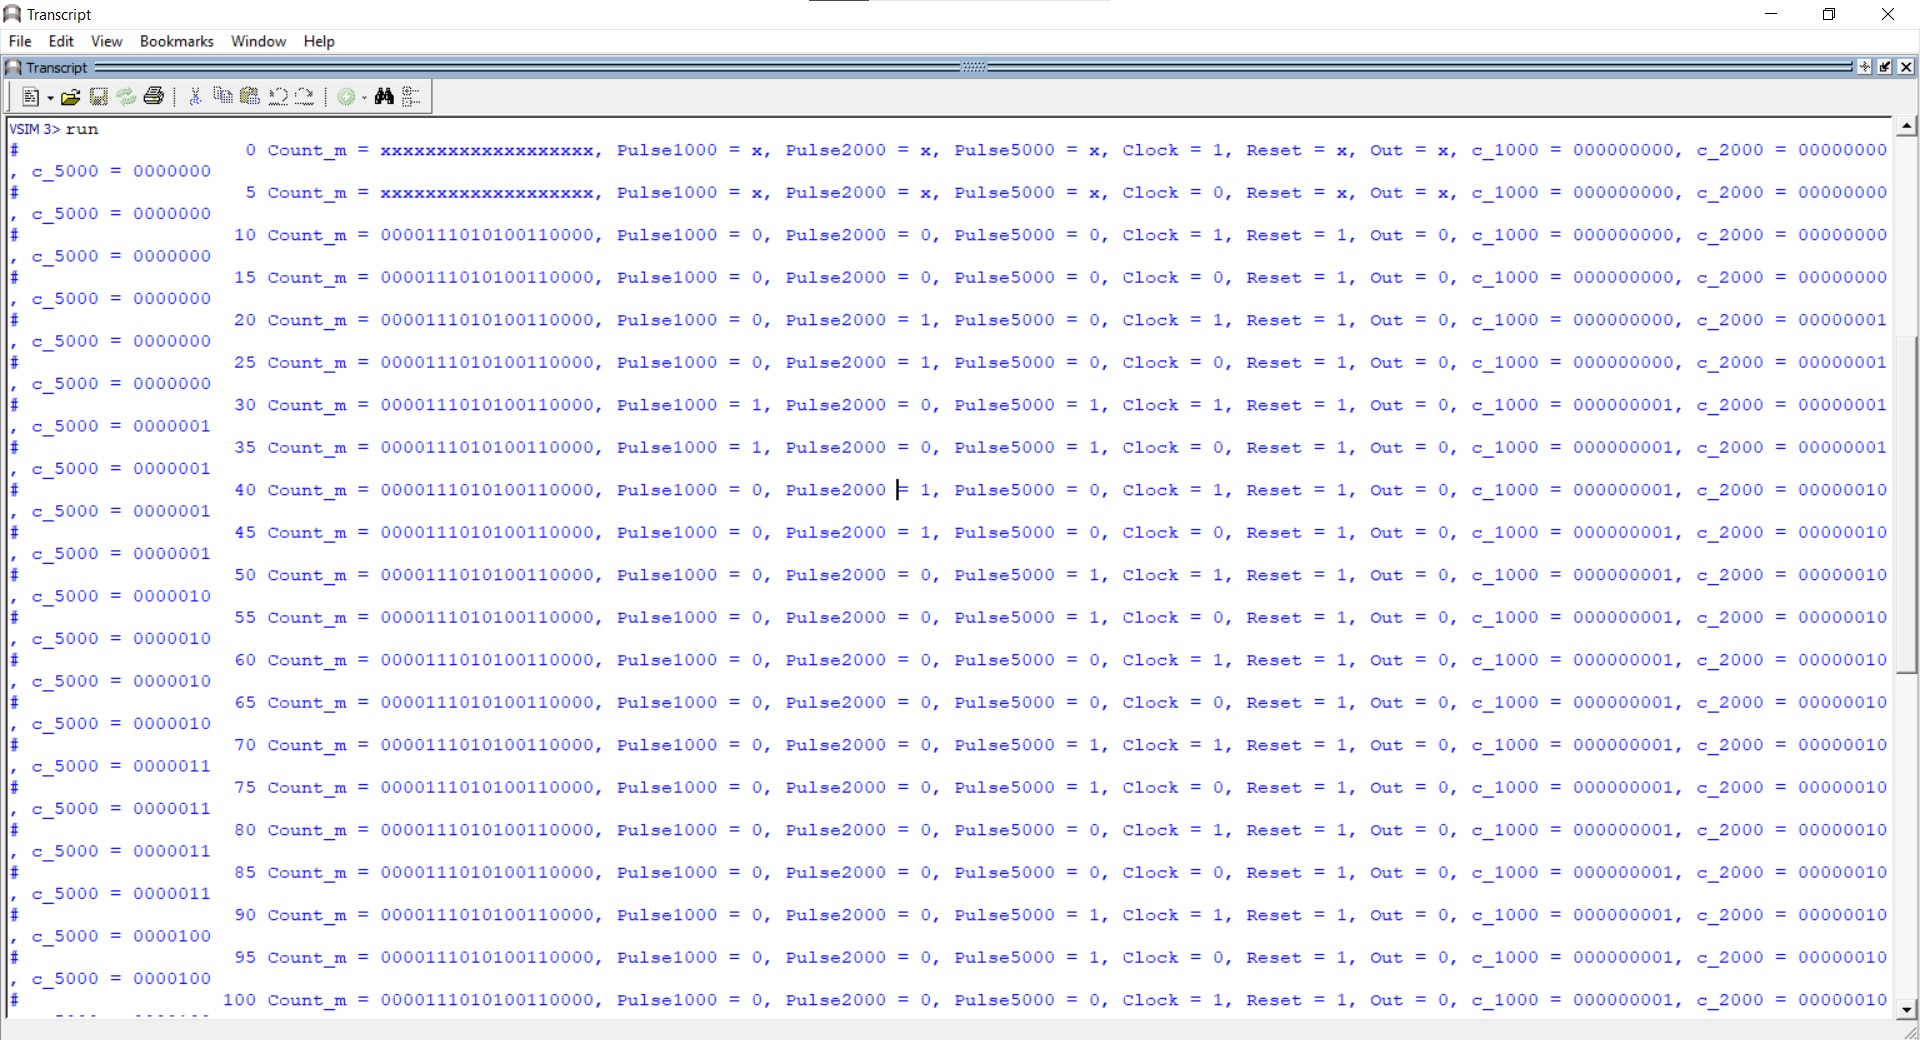 Transcript
File Edit View Bookmarks Window Help
Transcript
VSIM 3> run
# 0 Count_m = xxxxxxxxxxxxxxxxxxx, Pulse1000 = x, Pulse2000 = x, Pulse5000 = x, Clock = 1, Reset = x, Out = x, c_1000 = 000000000, c_2000 = 00000000
, c_5000 = 0000000
# 5 Count_m = xxxxxxxxxxxxxxxxxxx, Pulse1000 = x, Pulse2000 = x, Pulse5000 = x, Clock = 0, Reset = x, Out = x, c_1000 = 000000000, c_2000 = 00000000
, c_5000 = 0000000
# 10 Count_m = 0000111010100110000, Pulse1000 = 0, Pulse2000 = 0, Pulse5000 = 0, Clock = 1, Reset = 1, Out = 0, c_1000 = 000000000, c_2000 = 00000000
, c_5000 = 0000000
# 15 Count_m = 0000111010100110000, Pulse1000 = 0, Pulse2000 = 0, Pulse5000 = 0, Clock = 0, Reset = 1, Out = 0, c_1000 = 000000000, c_2000 = 00000000
, c_5000 = 0000000
# 20 Count_m = 0000111010100110000, Pulse1000 = 0, Pulse2000 = 1, Pulse5000 = 0, Clock = 1, Reset = 1, Out = 0, c_1000 = 000000000, c_2000 = 00000001
, c_5000 = 0000000
# 25 Count_m = 0000111010100110000, Pulse1000 = 0, Pulse2000 = 1, Pulse5000 = 0, Clock = 0, Reset = 1, Out = 0, c_1000 = 000000000, c_2000 = 00000001
, c_5000 = 0000000
# 30 Count_m = 0000111010100110000, Pulse1000 = 1, Pulse2000 = 0, Pulse5000 = 1, Clock = 1, Reset = 1, Out = 0, c_1000 = 000000001, c_2000 = 00000001
, c_5000 = 0000001
# 35 Count_m = 0000111010100110000, Pulse1000 = 1, Pulse2000 = 0, Pulse5000 = 1, Clock = 0, Reset = 1, Out = 0, c_1000 = 000000001, c_2000 = 00000001
, c_5000 = 0000001
# 40 Count_m = 0000111010100110000, Pulse1000 = 0, Pulse2000 = 1, Pulse5000 = 0, Clock = 1, Reset = 1, Out = 0, c_1000 = 000000001, c_2000 = 00000010
, c_5000 = 0000001
# 45 Count_m = 0000111010100110000, Pulse1000 = 0, Pulse2000 = 1, Pulse5000 = 0, Clock = 0, Reset = 1, Out = 0, c_1000 = 000000001, c_2000 = 00000010
, c_5000 = 0000001
# 50 Count_m = 0000111010100110000, Pulse1000 = 0, Pulse2000 = 0, Pulse5000 = 1, Clock = 1, Reset = 1, Out = 0, c_1000 = 000000001, c_2000 = 00000010
, c_5000 = 0000010
# 55 Count_m = 0000111010100110000, Pulse1000 = 0, Pulse2000 = 0, Pulse5000 = 1, Clock = 0, Reset = 1, Out = 0, c_1000 = 000000001, c_2000 = 00000010
, c_5000 = 0000010
# 60 Count_m = 0000111010100110000, Pulse1000 = 0, Pulse2000 = 0, Pulse5000 = 0, Clock = 1, Reset = 1, Out = 0, c_1000 = 000000001, c_2000 = 00000010
, c_5000 = 0000010
# 65 Count_m = 0000111010100110000, Pulse1000 = 0, Pulse2000 = 0, Pulse5000 = 0, Clock = 0, Reset = 1, Out = 0, c_1000 = 000000001, c_2000 = 00000010
, c_5000 = 0000010
# 70 Count_m = 0000111010100110000, Pulse1000 = 0, Pulse2000 = 0, Pulse5000 = 1, Clock = 1, Reset = 1, Out = 0, c_1000 = 000000001, c_2000 = 00000010
, c_5000 = 0000011
# 75 Count_m = 0000111010100110000, Pulse1000 = 0, Pulse2000 = 0, Pulse5000 = 1, Clock = 0, Reset = 1, Out = 0, c_1000 = 000000001, c_2000 = 00000010
, c_5000 = 0000011
# 80 Count_m = 0000111010100110000, Pulse1000 = 0, Pulse2000 = 0, Pulse5000 = 0, Clock = 1, Reset = 1, Out = 0, c_1000 = 000000001, c_2000 = 00000010
, c_5000 = 0000011
# 85 Count_m = 0000111010100110000, Pulse1000 = 0, Pulse2000 = 0, Pulse5000 = 0, Clock = 0, Reset = 1, Out = 0, c_1000 = 000000001, c_2000 = 00000010
, c_5000 = 0000011
# 90 Count_m = 0000111010100110000, Pulse1000 = 0, Pulse2000 = 0, Pulse5000 = 1, Clock = 1, Reset = 1, Out = 0, c_1000 = 000000001, c_2000 = 00000010
, c_5000 = 0000100
# 95 Count_m = 0000111010100110000, Pulse1000 = 0, Pulse2000 = 0, Pulse5000 = 1, Clock = 0, Reset = 1, Out = 0, c_1000 = 000000001, c_2000 = 00000010
, c_5000 = 0000100
# 100 Count_m = 0000111010100110000, Pulse1000 = 0, Pulse2000 = 0, Pulse5000 = 0, Clock = 1, Reset = 1, Out = 0, c_1000 = 000000001, c_2000 = 00000010